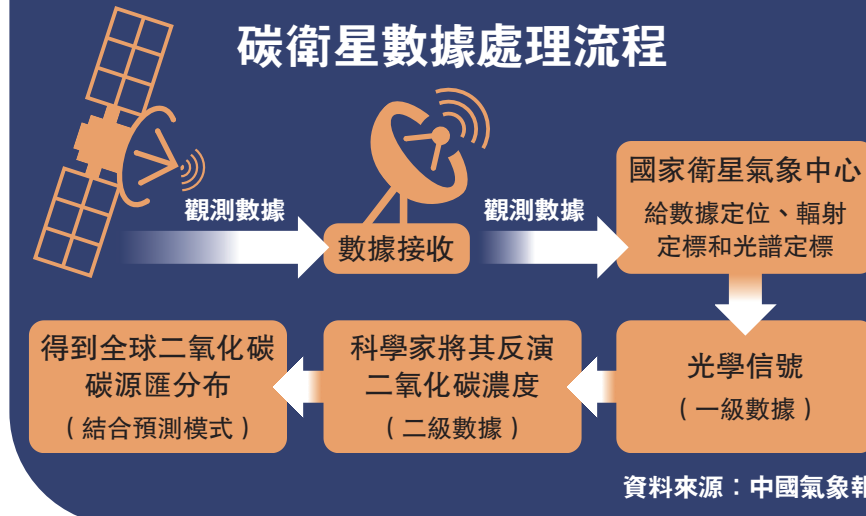 碳衛星數據處理流程
觀測數據
數據接收
觀測數據
國家衛星氣象中心
給數據定位、輻射
定標和光譜定標
光學信號
（一級數據）
科學家將其反演
二氧化碳濃度
（二級數據）
得到全球二氧化碳
碳源匯分布
（結合預測模式）
資料來源：中國氣象報